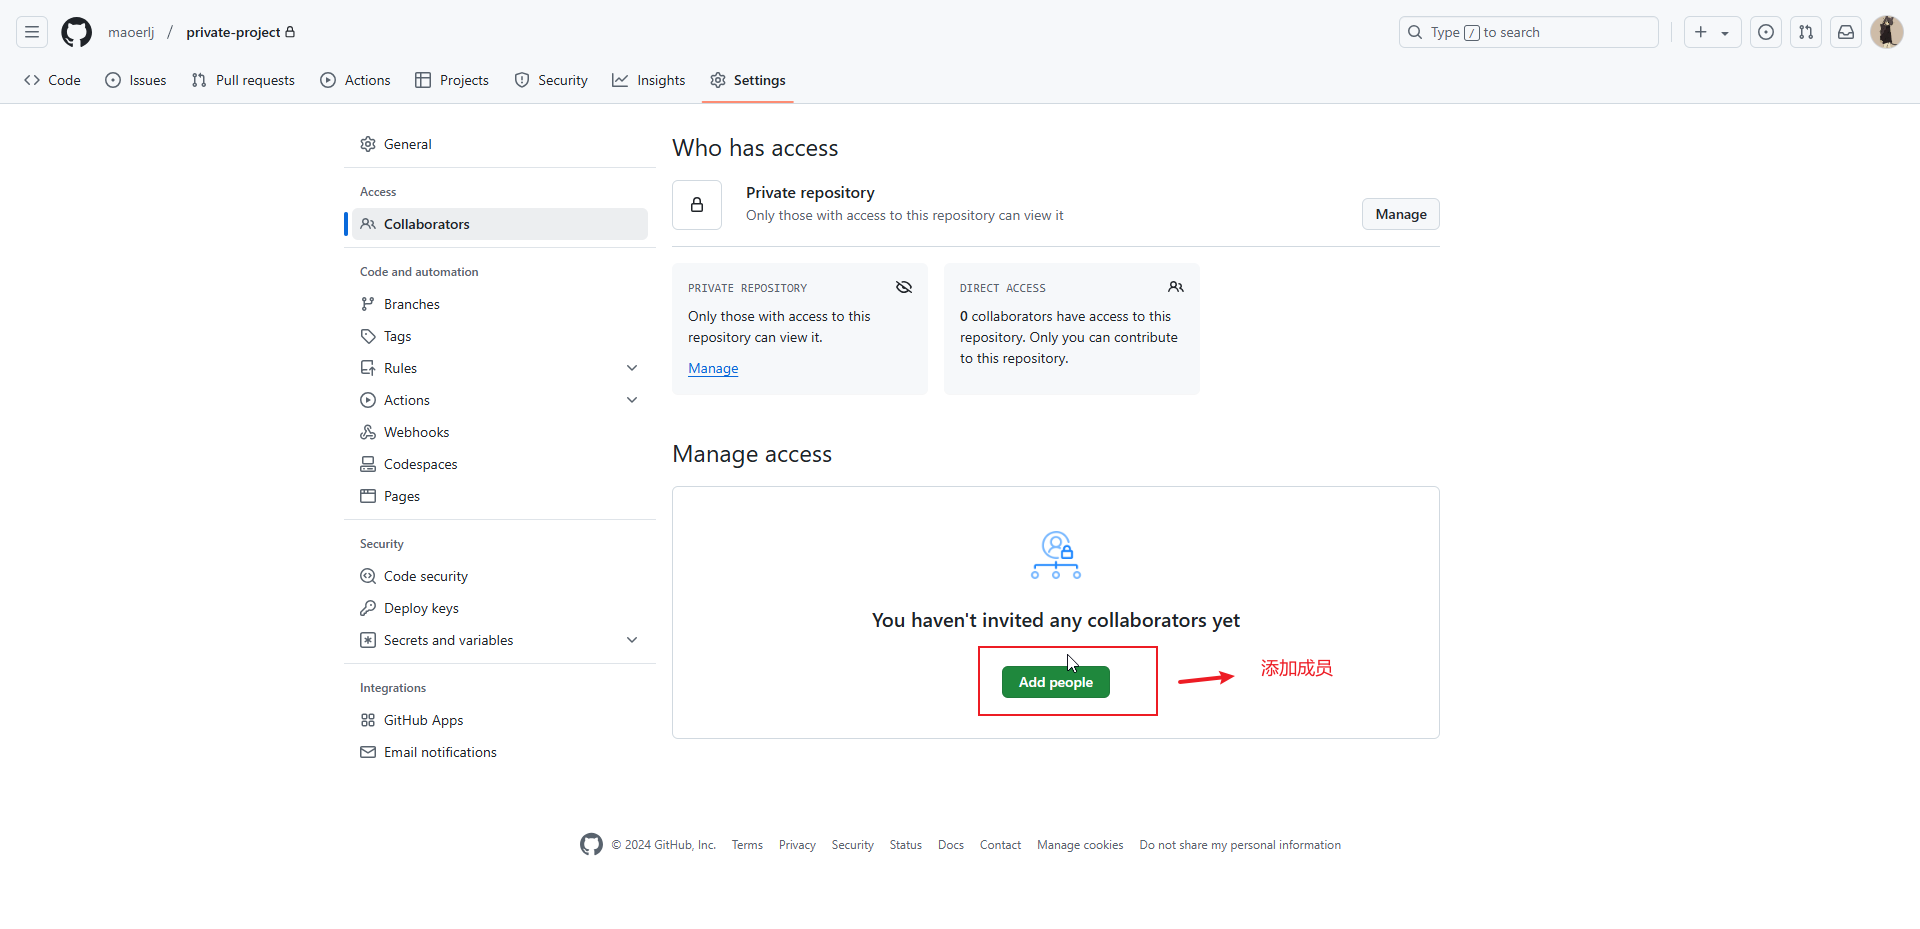 maoerlj / private-project
Type / to search
Code
Issues
Pull requests
Actions
Projects
Security
Insights
Settings
General
Access
Collaborators
Code and automation
Branches
Tags
Rules
Actions
Webhooks
Codespaces
Pages
Security
Code security
Deploy keys
Secrets and variables
Integrations
GitHub Apps
Email notifications
Who has access
Private repository
Only those with access to this repository can view it
Manage
PRIVATE REPOSITORY
Only those with access to this
repository can view it.
Manage
DIRECT ACCESS
0 collaborators have access to this
repository. Only you can contribute
to this repository.
Manage access
You haven't invited any collaborators yet
Add people
添加成员
© 2024 GitHub, Inc.
Terms
Privacy
Security
Status
Docs
Contact
Manage cookies
Do not share my personal information